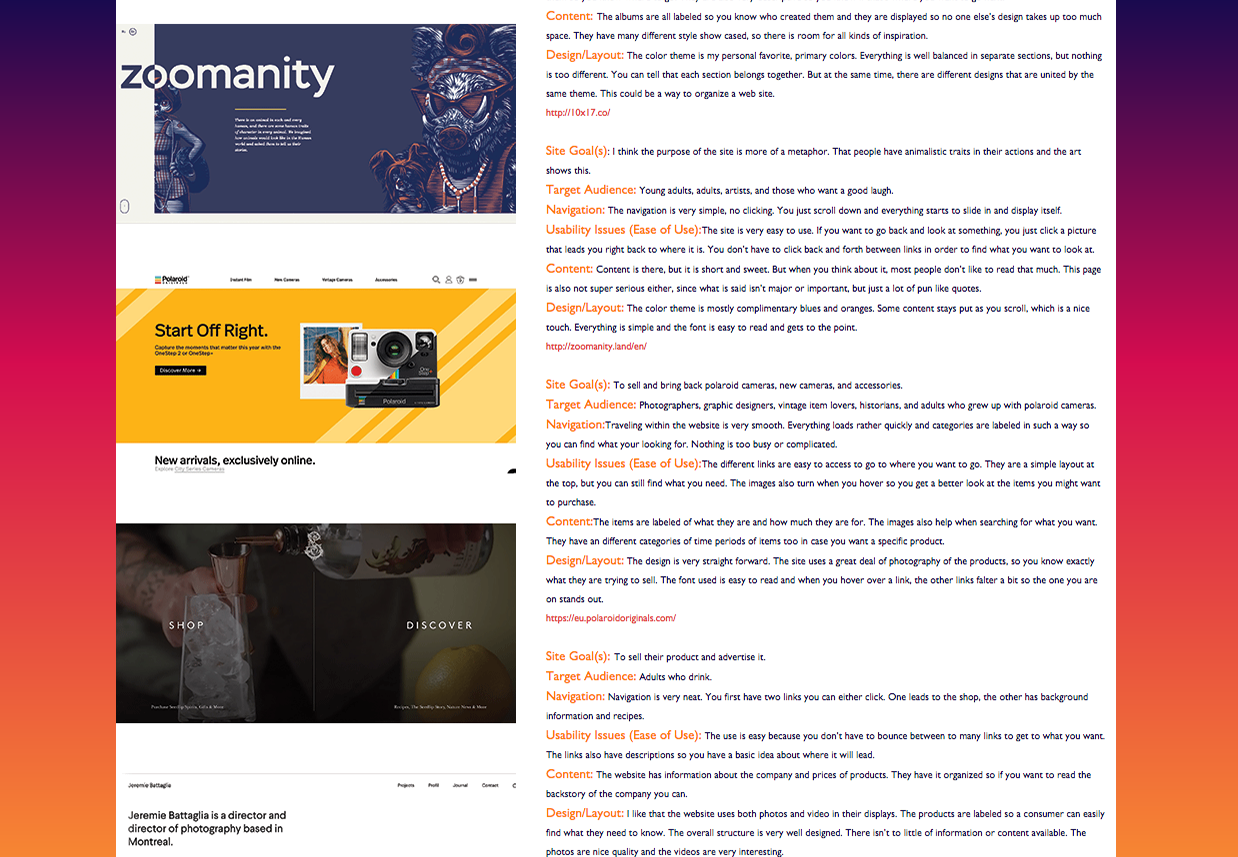 zoomanity
There is an animal in each and every
human, and there are some human traits
of character in every animal. We imagined
how animals would look like in the Human
world and asked them to tell us their
stories.
Polaroid
ORIGINALS
Instant Film New Cameras Vintage Cameras Accessories
Start Off Right.
Capture the moments that matter this year with the
OneStep 2 or OneStep+
Discover More →
One
Step
Polaroid
New arrivals, exclusively online.
Explore City Series Cameras
SHOP DISCOVER
Purchase Seedlip Spirits, Gifts & More Recipes, The Seedlip Story, Nature News & More
Jeremie Battaglia Projects Profil Journal Contact
Jeremie Battaglia is a director and
director of photography based in
Montreal.
Content: The albums are all labeled so you know who created them and they are displayed so no one else's design takes up too much
space. They have many different style show cased, so there is room for all kinds of inspiration.
Design/Layout: The color theme is my personal favorite, primary colors. Everything is well balanced in separate sections, but nothing
is too different. You can tell that each section belongs together. But at the same time, there are different designs that are united by the
same theme. This could be a way to organize a web site.
http://10x17.co/
Site Goal(s): I think the purpose of the site is more of a metaphor. That people have animalistic traits in their actions and the art
shows this.
Target Audience: Young adults, adults, artists, and those who want a good laugh.
Navigation: The navigation is very simple, no clicking. You just scroll down and everything starts to slide in and display itself.
Usability Issues (Ease of Use):The site is very easy to use. If you want to go back and look at something, you just click a picture
that leads you right back to where it is. You don't have to click back and forth between links in order to find what you want to look at.
Content: Content is there, but it is short and sweet. But when you think about it, most people don't like to read that much. This page
is also not super serious either, since what is said isn't major or important, but just a lot of pun like quotes.
Design/Layout: The color theme is mostly complimentary blues and oranges. Some content stays put as you scroll, which is a nice
touch. Everything is simple and the font is easy to read and gets to the point.
http://zoomanity.land/en/
Site Goal(s): To sell and bring back polaroid cameras, new cameras, and accessories.
Target Audience: Photographers, graphic designers, vintage item lovers, historians, and adults who grew up with polaroid cameras.
Navigation:Traveling within the website is very smooth. Everything loads rather quickly and categories are labeled in such a way so
you can find what your looking for. Nothing is too busy or complicated.
Usability Issues (Ease of Use):The different links are easy to access to go to where you want to go. They are a simple layout at
the top, but you can still find what you need. The images also turn when you hover so you get a better look at the items you might want
to purchase.
Content:The items are labeled of what they are and how much they are for. The images also help when searching for what you want.
They have an different categories of time periods of items too in case you want a specific product.
Design/Layout: The design is very straight forward. The site uses a great deal of photography of the products, so you know exactly
what they are trying to sell. The font used is easy to read and when you hover over a link, the other links falter a bit so the one you are
on stands out.
https://eu.polaroidoriginals.com/
Site Goal(s): To sell their product and advertise it.
Target Audience: Adults who drink.
Navigation: Navigation is very neat. You first have two links you can either click. One leads to the shop, the other has background
information and recipes.
Usability Issues (Ease of Use): The use is easy because you don't have to bounce between to many links to get to what you want.
The links also have descriptions so you have a basic idea about where it will lead.
Content: The website has information about the company and prices of products. They have it organized so if you want to read the
backstory of the company you can.
Design/Layout: I like that the website uses both photos and video in their displays. The products are labeled so a consumer can easily
find what they need to know. The overall structure is very well designed. There isn't to little of information or content available. The
photos are nice quality and the videos are very interesting.